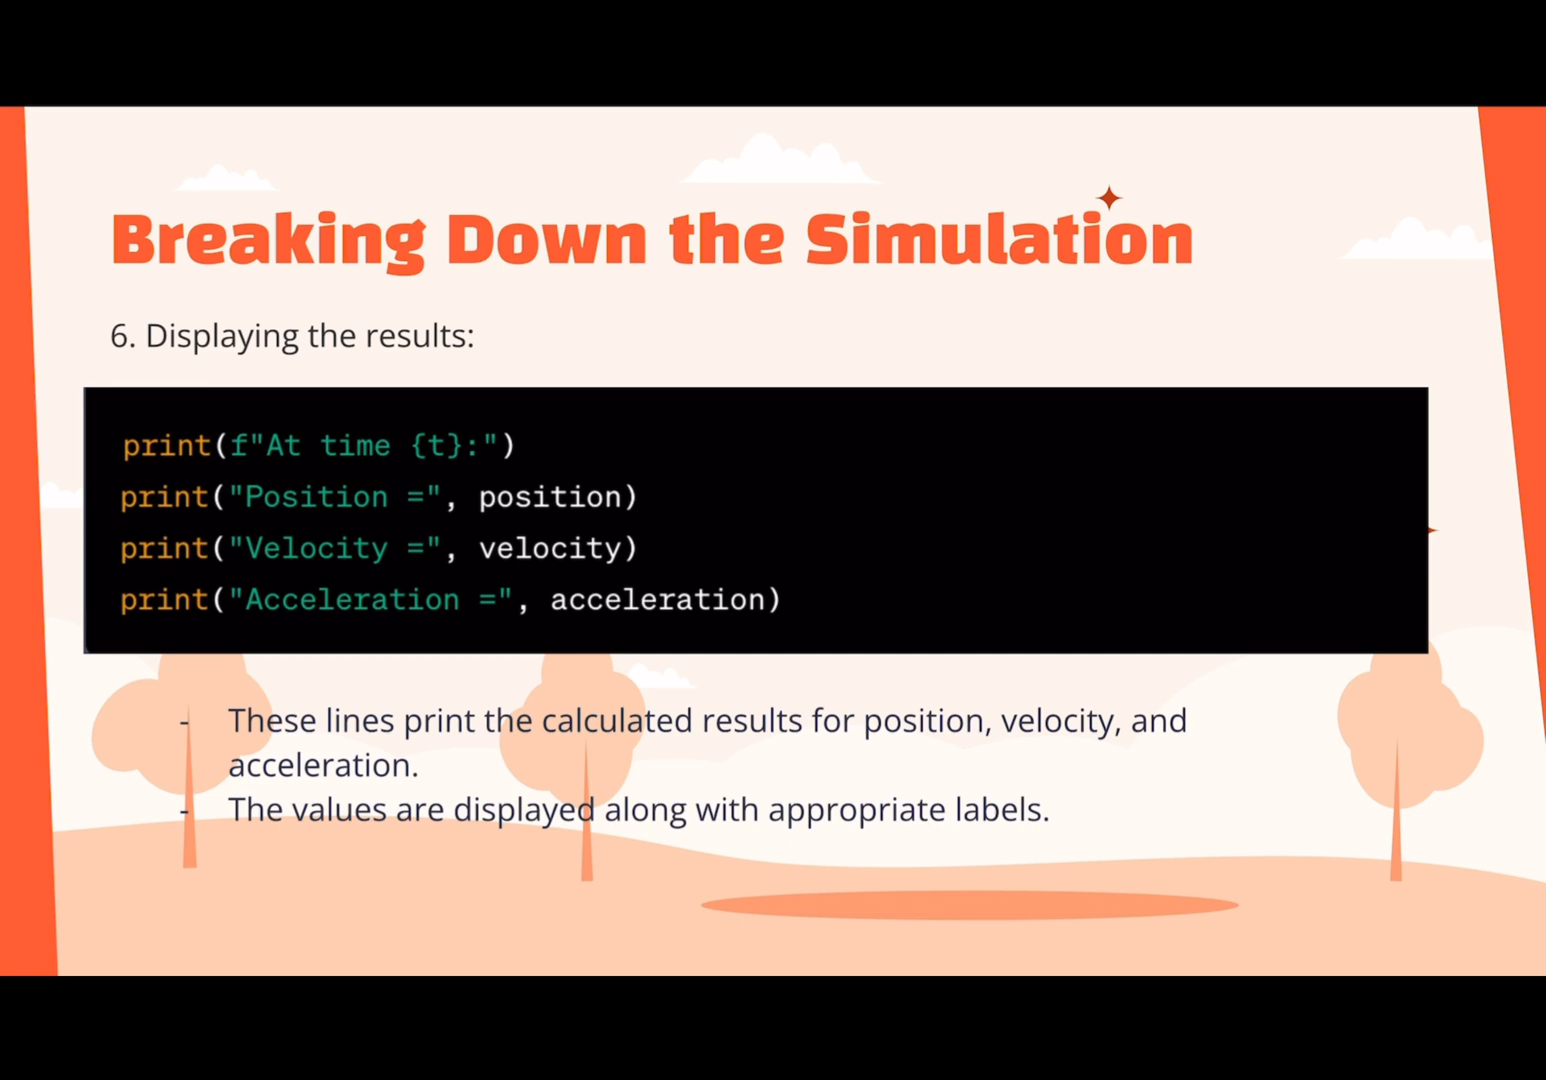 Breaking Down the Simulation
6. Displaying the results:
print(f"At time {t}:")
print("Position =", position)
print("Velocity =", velocity)
print("Acceleration =", acceleration)
- These lines print the calculated results for position, velocity, and
acceleration.
- The values are displayed along with appropriate labels.